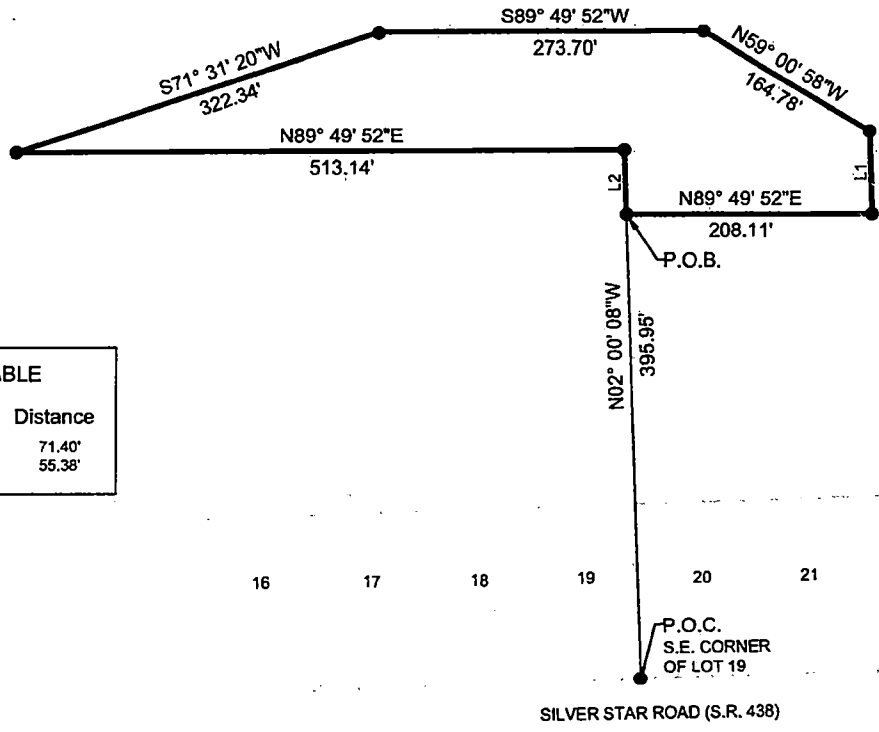 S89° 49' 52"W
273.70'
N59° 00' 58"W
164.78'
S71° 31' 20"W
322.34'
N89° 49' 52"E
513.14'
L2
L1
N89° 49' 52"E
208.11'
P.O.B.
N02° 00' 08"W
395.95'
ABLE
Distance
71.40'
55.38'
16 17 18 19 20 21
P.O.C.
S.E. CORNER
OF LOT 19
SILVER STAR ROAD (S.R. 438)